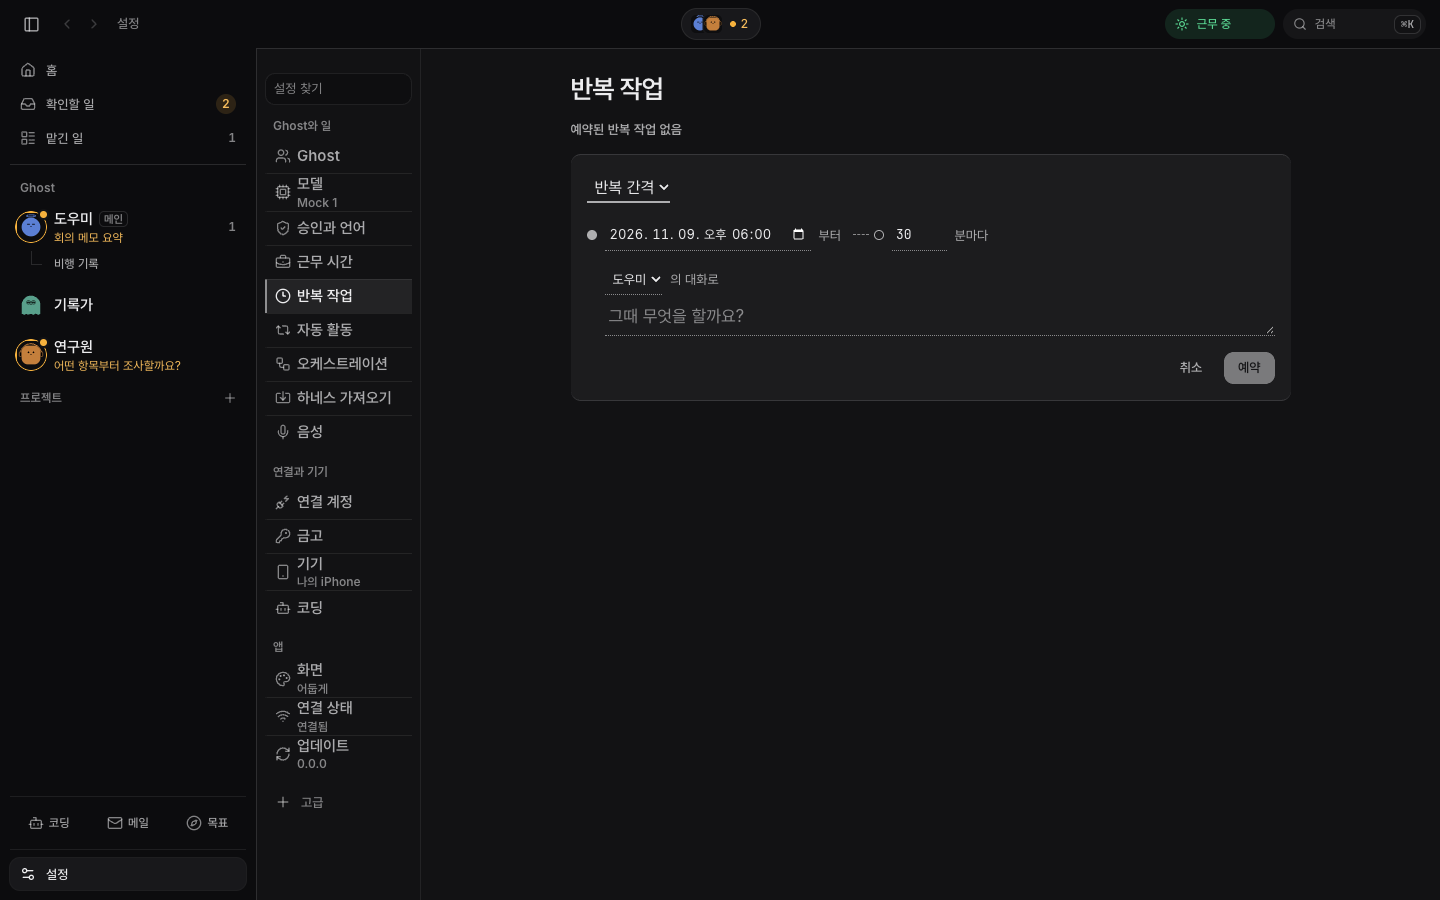 설정
2
근무 중
검색
⌘K
홈
확인할 일
2
맡긴 일
1
Ghost
도우미
메인
회의 메모 요약
1
비행 기록
기록가
연구원
어떤 항목부터 조사할까요?
프로젝트
코딩
메일
목표
설정
설정 찾기
Ghost와 일
Ghost
모델
Mock 1
승인과 언어
근무 시간
반복 작업
자동 활동
오케스트레이션
하네스 가져오기
음성
연결과 기기
연결 계정
금고
기기
나의 iPhone
코딩
앱
화면
어둡게
연결 상태
연결됨
업데이트
0.0.0
고급
반복 작업
예약된 반복 작업 없음
반복 간격
2026. 11. 09. 오후 06:00 부터 30 분마다
도우미 의 대화로
그때 무엇을 할까요?
취소
예약